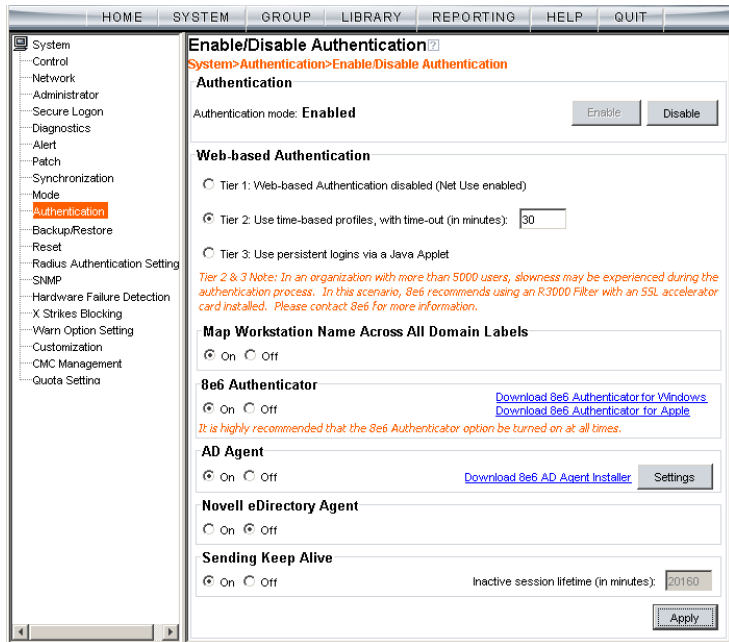 HOME SYSTEM GROUP LIBRARY REPORTING HELP QUIT
System
Control
Network
Administrator
Secure Logon
Diagnostics
Alert
Patch
Synchronization
Mode
Authentication
Backup/Restore
Reset
Radius Authentication Setting
SNMP
Hardware Failure Detection
X Strikes Blocking
Warn Option Setting
Customization
CMC Management
Quota Setting
Enable/Disable Authentication ?
System>Authentication>Enable/Disable Authentication
Authentication
Authentication mode: Enabled
Enable Disable
Web-based Authentication
Tier 1: Web-based Authentication disabled (Net Use enabled)
Tier 2: Use time-based profiles, with time-out (in minutes): 30
Tier 3: Use persistent logins via a Java Applet
Tier 2 & 3 Note: In an organization with more than 5000 users, slowness may be experienced during the
authentication process. In this scenario, 8e6 recommends using an R3000 Filter with an SSL accelerator
card installed. Please contact 8e6 for more information.
Map Workstation Name Across All Domain Labels
On Off
8e6 Authenticator
On Off
Download 8e6 Authenticator for Windows
Download 8e6 Authenticator for Apple
It is highly recommended that the 8e6 Authenticator option be turned on at all times.
AD Agent
On Off Download 8e6 AD Agent Installer Settings
Novell eDirectory Agent
On Off
Sending Keep Alive
On Off Inactive session lifetime (in minutes): 20160
Apply